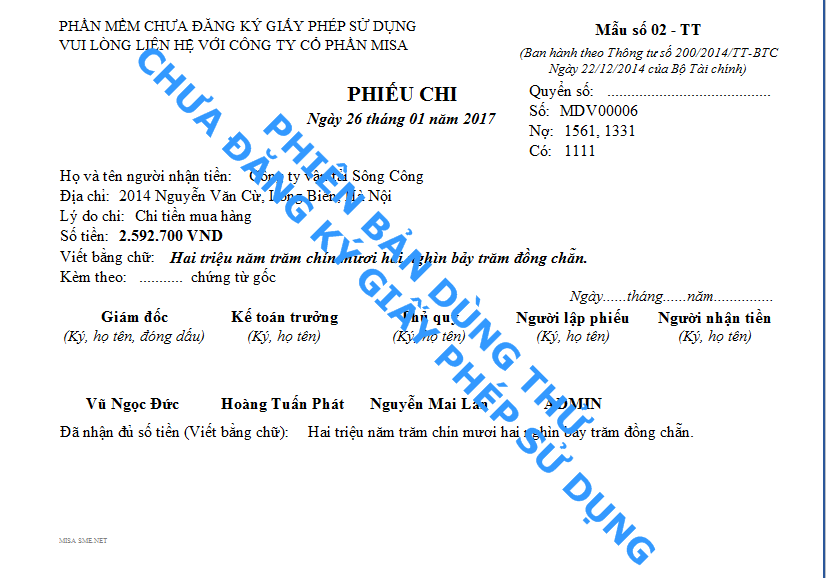 PHẦN MỀM CHƯA ĐĂNG KÝ GIẤY PHÉP SỬ DỤNG
VUI LÒNG LIÊN HỆ VỚI CÔNG TY CỔ PHẦN MISA
Mẫu số 02 - TT
(Ban hành theo Thông tư số 200/2014/TT-BTC
Ngày 22/12/2014 của Bộ Tài chính)
PHIẾU CHI
Ngày 26 tháng 01 năm 2017
Quyển số: ..........................................
Số: MDV00006
Nợ: 1561, 1331
Có: 1111
Họ và tên người nhận tiền: Công ty vận tải Sông Công
Địa chỉ: 2014 Nguyễn Văn Cừ, Long Biên, Hà Nội
Lý do chi: Chi tiền mua hàng
Số tiền: 2.592.700 VND
Viết bằng chữ: Hai triệu năm trăm chín mươi hai nghìn bảy trăm đồng chẵn.
Kèm theo: ........... chứng từ gốc
Ngày......tháng......năm...............
Giám đốc Kế toán trưởng Thủ quỹ Người lập phiếu Người nhận tiền
(Ký, họ tên, đóng dấu) (Ký, họ tên) (Ký, họ tên) (Ký, họ tên) (Ký, họ tên)
Vũ Ngọc Đức Hoàng Tuấn Phát Nguyễn Mai Lan ADMIN
Đã nhận đủ số tiền (Viết bằng chữ): Hai triệu năm trăm chín mươi hai nghìn bảy trăm đồng chẵn.
PHIÊN BẢN DÙNG THỬ
CHƯA ĐĂNG KÝ GIẤY PHÉP SỬ DỤNG
MISA SME.NET